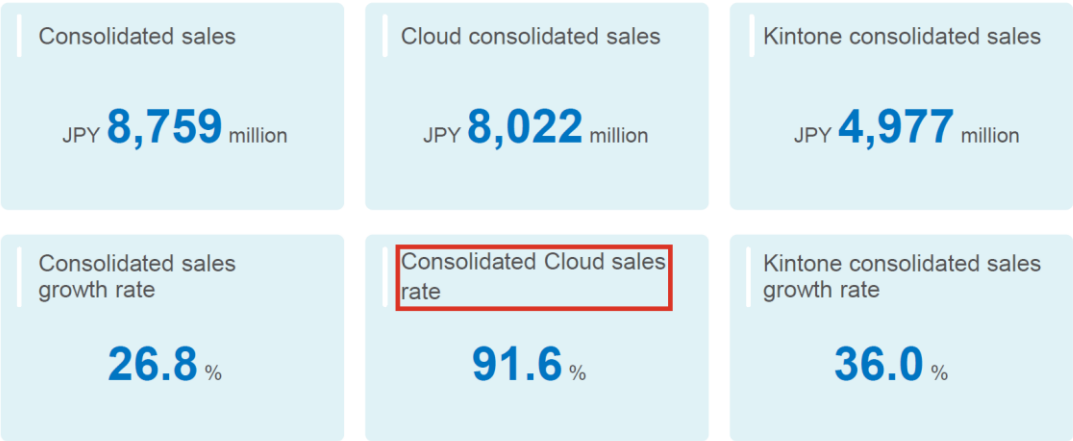 Consolidated sales
JPY 8,759 million
Cloud consolidated sales
JPY 8,022 million
Kintone consolidated sales
JPY 4,977 million
Consolidated sales
growth rate
26.8 %
Consolidated Cloud sales
rate
91.6 %
Kintone consolidated sales
growth rate
36.0 %